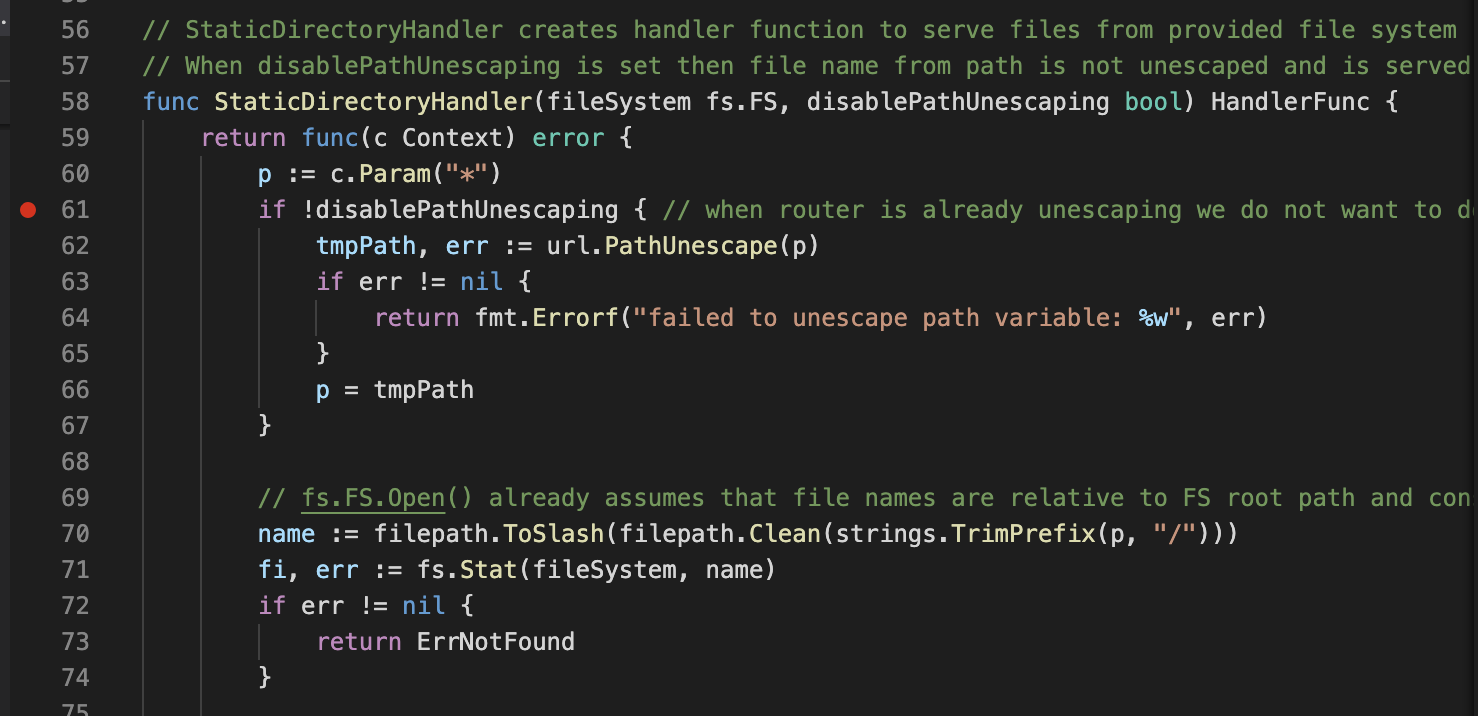 56 // StaticDirectoryHandler creates handler function to serve files from provided file system
57 // When disablePathUnescaping is set then file name from path is not unescaped and is served
58 func StaticDirectoryHandler(fileSystem fs.FS, disablePathUnescaping bool) HandlerFunc {
59 return func(c Context) error {
60 p := c.Param("*")
61 if !disablePathUnescaping { // when router is already unescaping we do not want to
62 tmpPath, err := url.PathUnescape(p)
63 if err != nil {
64 return fmt.Errorf("failed to unescape path variable: %w", err)
65 }
66 p = tmpPath
67 }
68
69 // fs.FS.Open() already assumes that file names are relative to FS root path and con
70 name := filepath.ToSlash(filepath.Clean(strings.TrimPrefix(p, "/")))
71 fi, err := fs.Stat(fileSystem, name)
72 if err != nil {
73 return ErrNotFound
74 }
75